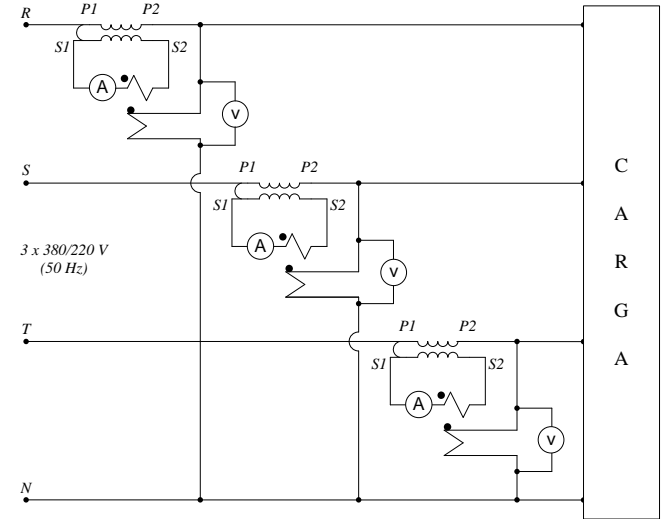 R
P1 P2
S1 S2
A
v
S
P1 P2
S1 S2
A
v
3 x 380/220 V
(50 Hz)
T
P1 P2
S1 S2
A
v
N
C
A
R
G
A